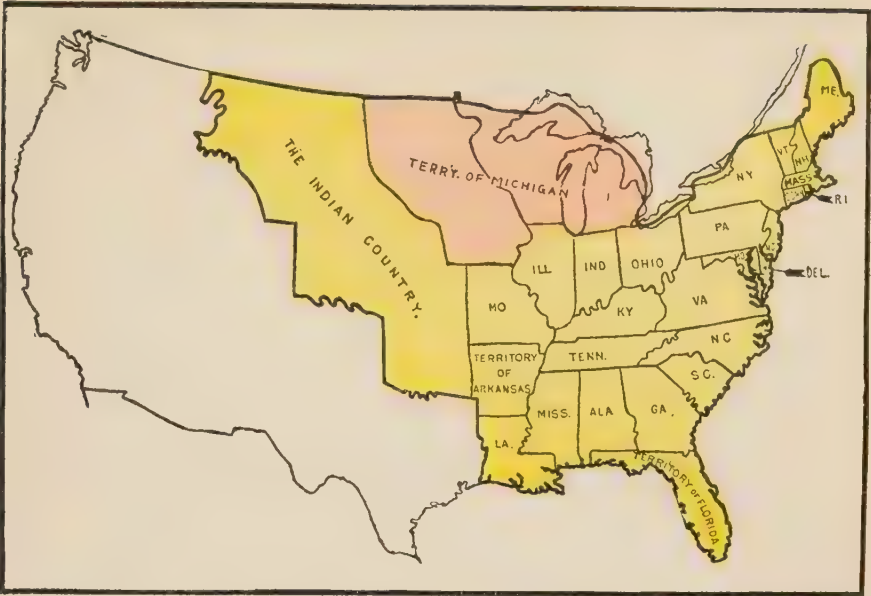 THE INDIAN COUNTRY.
TERR'Y. OF MICHIGAN
ME.
VT.
NH
MASS
RI
NY
PA
DEL.
ILL
IND
OHIO
MO
KY
VA
TERRITORY
OF
ARKANSAS
TENN.
NC
SC.
MISS.
ALA
GA.
LA.
TERRITORY OF FLORIDA